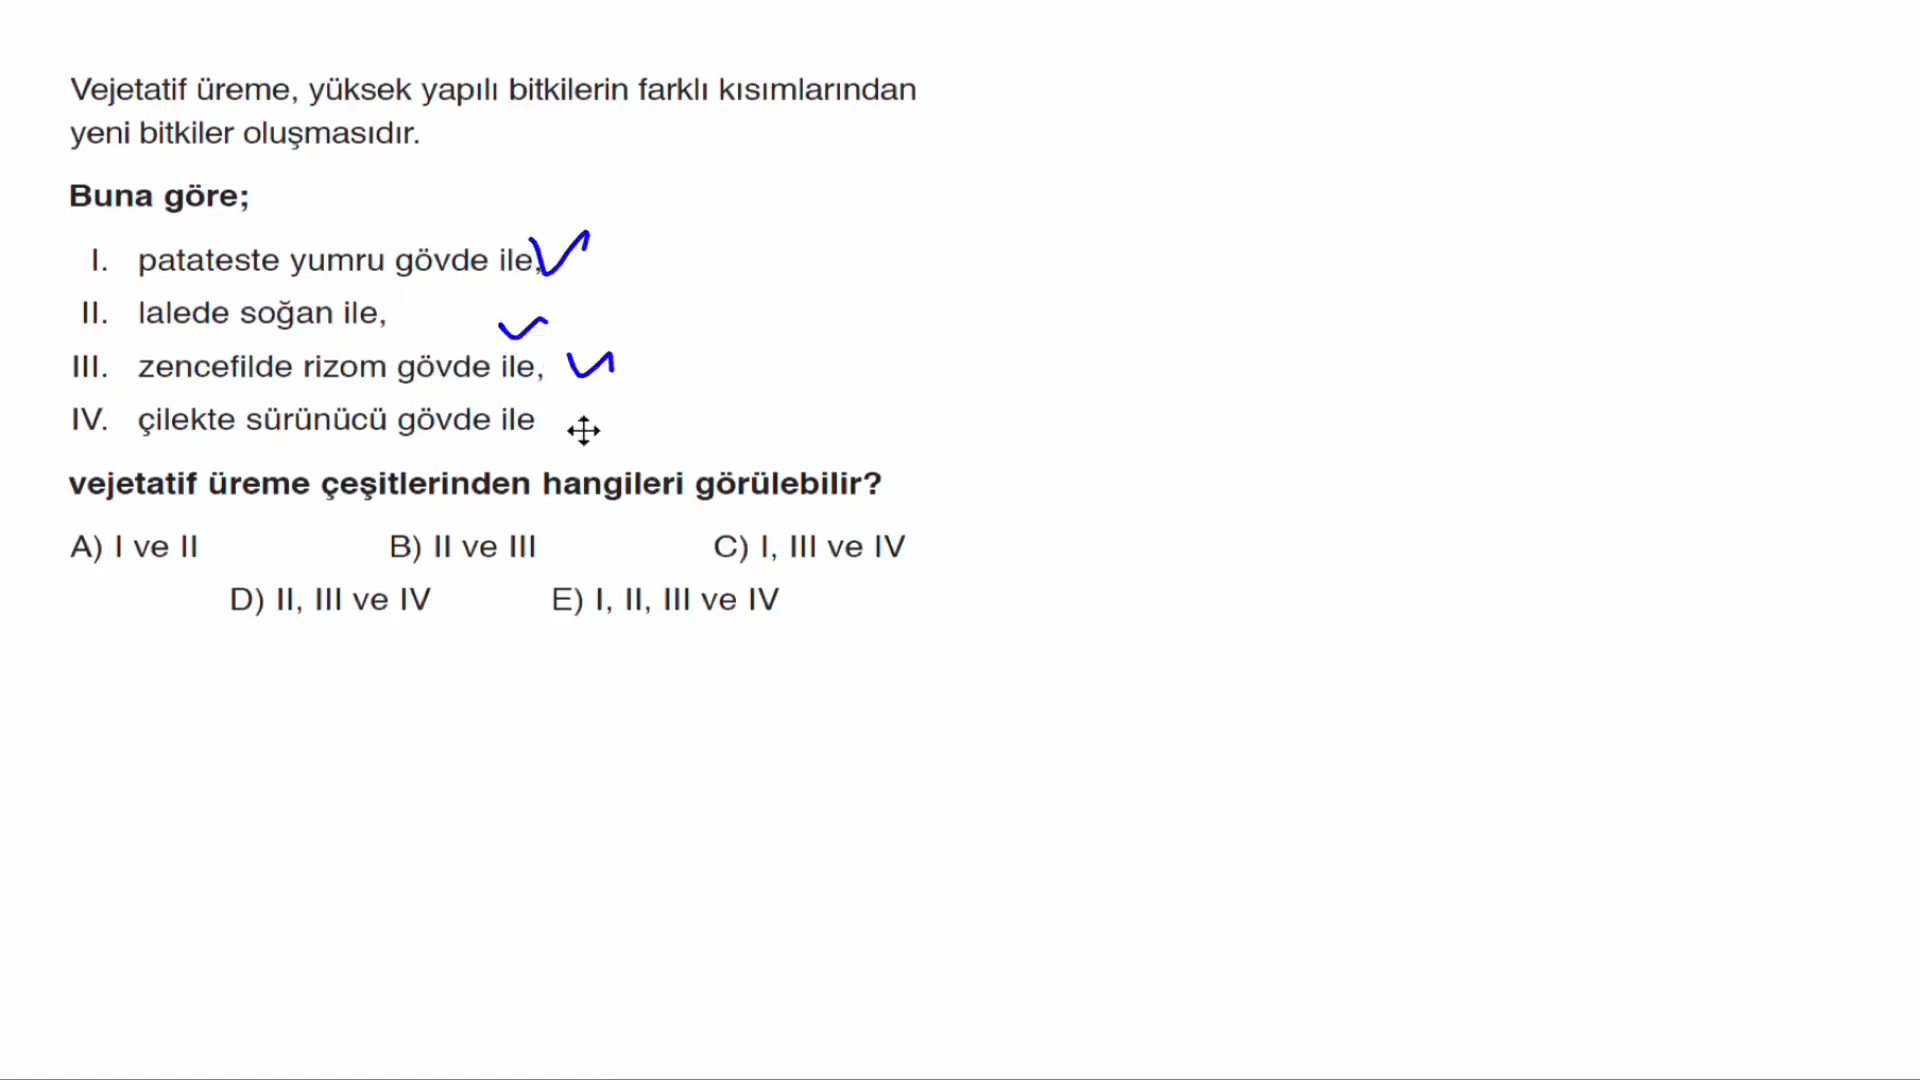 Vejetatif üreme, yüksek yapılı bitkilerin farklı kısımlarından
yeni bitkiler oluşmasıdır.
Buna göre;
I. patateste yumru gövde ile,
II. lalede soğan ile,
III. zencefilde rizom gövde ile,
IV. çilekte sürünücü gövde ile
vejetatif üreme çeşitlerinden hangileri görülebilir?
A) I ve II B) II ve III C) I, III ve IV
D) II, III ve IV E) I, II, III ve IV